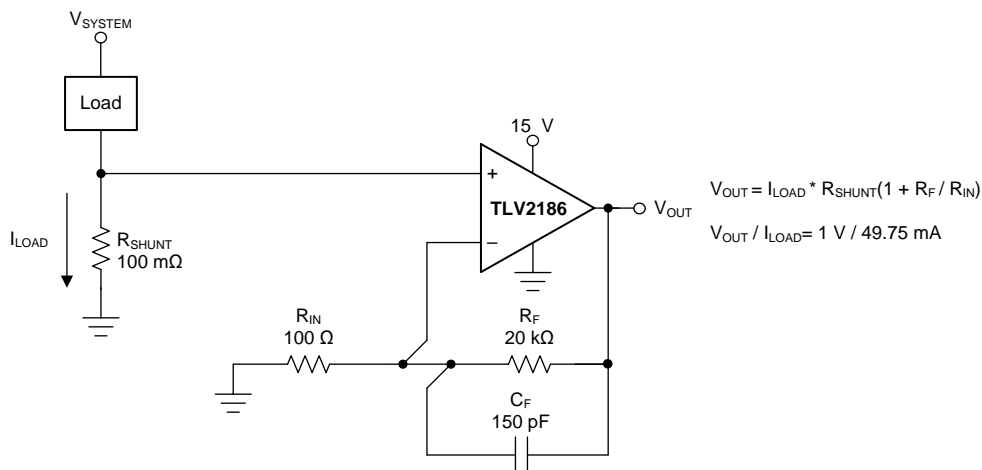 V_SYSTEM
Load
15 V
+
TLV2186
−
V_OUT
V_OUT = I_LOAD * R_SHUNT(1 + R_F / R_IN)
V_OUT / I_LOAD= 1 V / 49.75 mA
I_LOAD
R_SHUNT
100 mΩ
R_IN
100 Ω
R_F
20 kΩ
C_F
150 pF